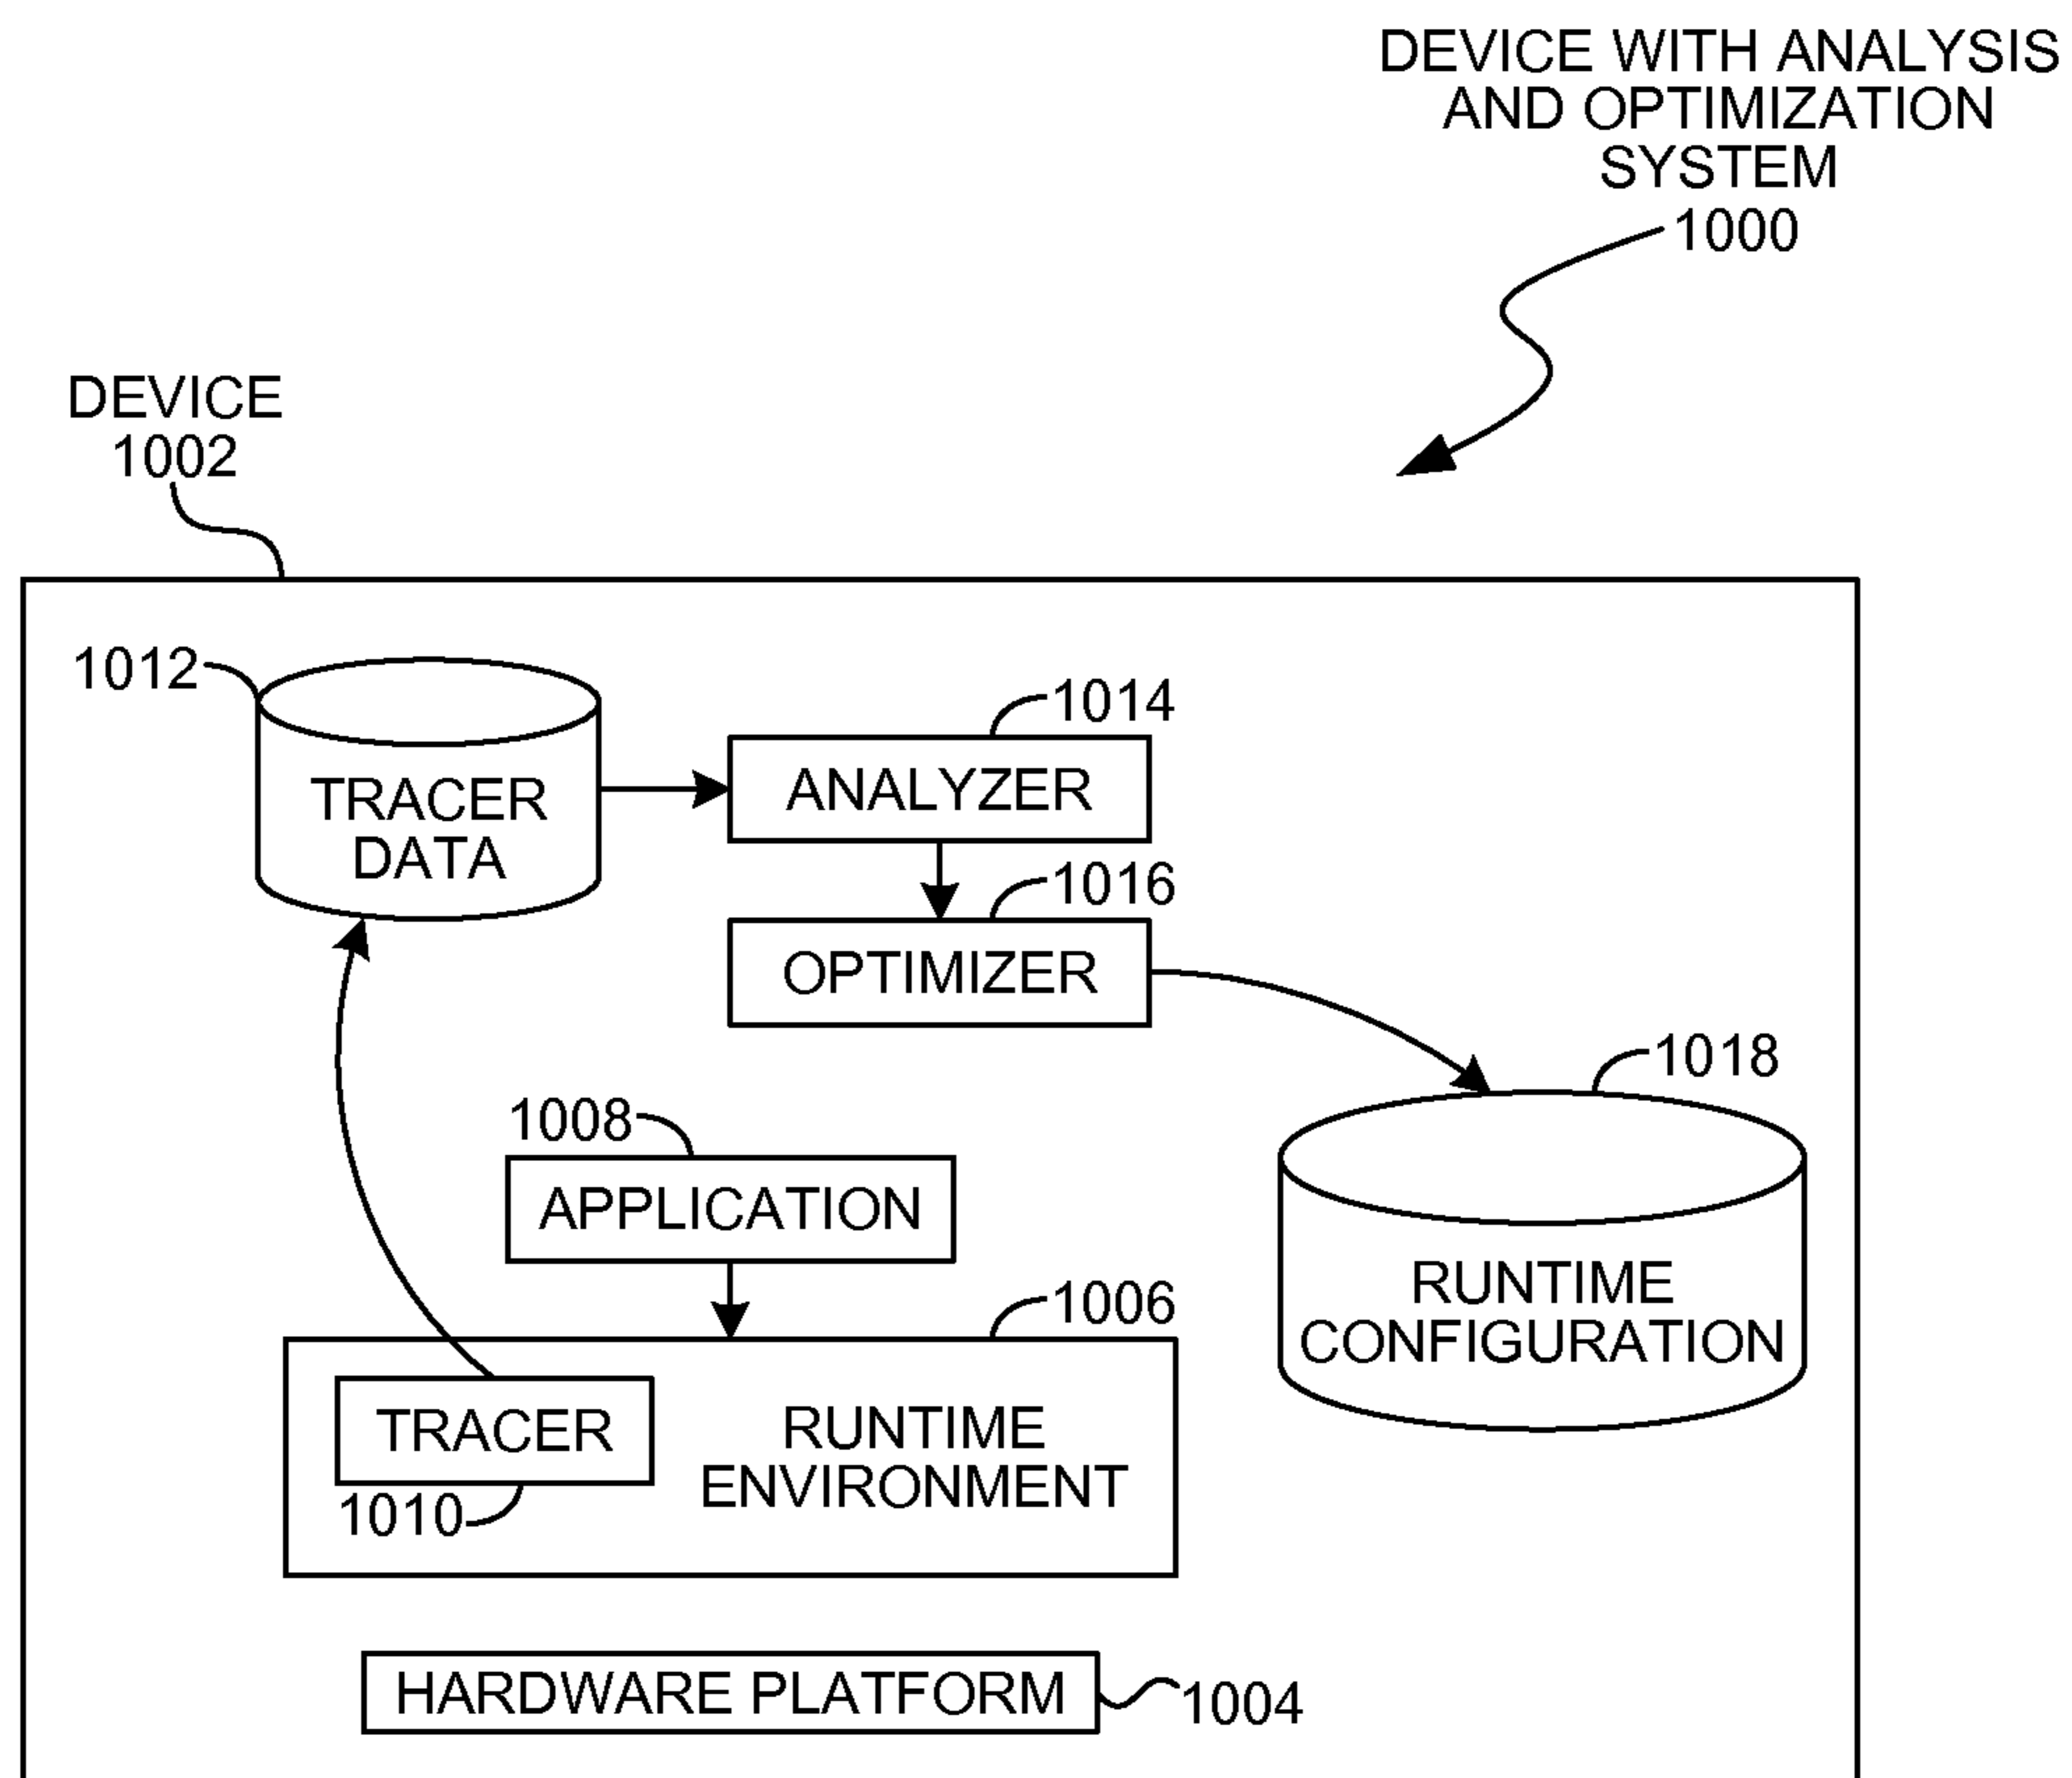 DEVICE WITH ANALYSIS
AND OPTIMIZATION
SYSTEM
1000
DEVICE
1002
1012
TRACER
DATA
1014
ANALYZER
1016
OPTIMIZER
1018
RUNTIME
CONFIGURATION
1008
APPLICATION
1006
TRACER
1010
RUNTIME
ENVIRONMENT
HARDWARE PLATFORM
1004